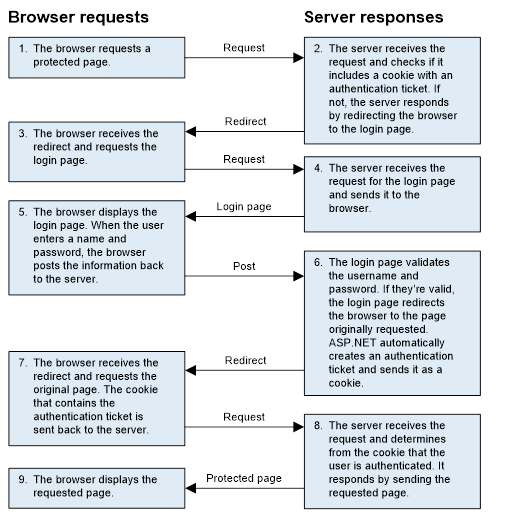 Browser requests
Server responses
1. The browser requests a
protected page.
Request
2. The server receives the
request and checks if it
includes a cookie with an
authentication ticket. If
not, the server responds
by redirecting the browser
to the login page.
Redirect
3. The browser receives the
redirect and requests the
login page.
Request
4. The server receives the
request for the login page
and sends it to the
browser.
Login page
5. The browser displays the
login page. When the user
enters a name and
password, the browser
posts the information back
to the server.
Post
6. The login page validates
the username and
password. If they're valid,
the login page redirects
the browser to the page
originally requested.
ASP.NET automatically
creates an authentication
ticket and sends it as a
cookie.
Redirect
7. The browser receives the
redirect and requests the
original page. The cookie
that contains the
authentication ticket is
sent back to the server.
Request
8. The server receives the
request and determines
from the cookie that the
user is authenticated. It
responds by sending the
requested page.
Protected page
9. The browser displays the
requested page.